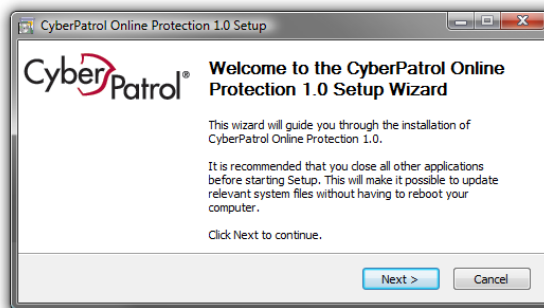 CyberPatrol Online Protection 1.0 Setup
CyberPatrol®
Welcome to the CyberPatrol Online
Protection 1.0 Setup Wizard
This wizard will guide you through the installation of
CyberPatrol Online Protection 1.0.
It is recommended that you close all other applications
before starting Setup. This will make it possible to update
relevant system files without having to reboot your
computer.
Click Next to continue.
Next >
Cancel